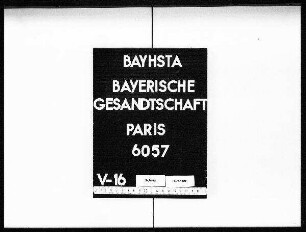 BAYHSTA
BAYERISCHE
GESANDTSCHAFT
PARIS
6057
V-16